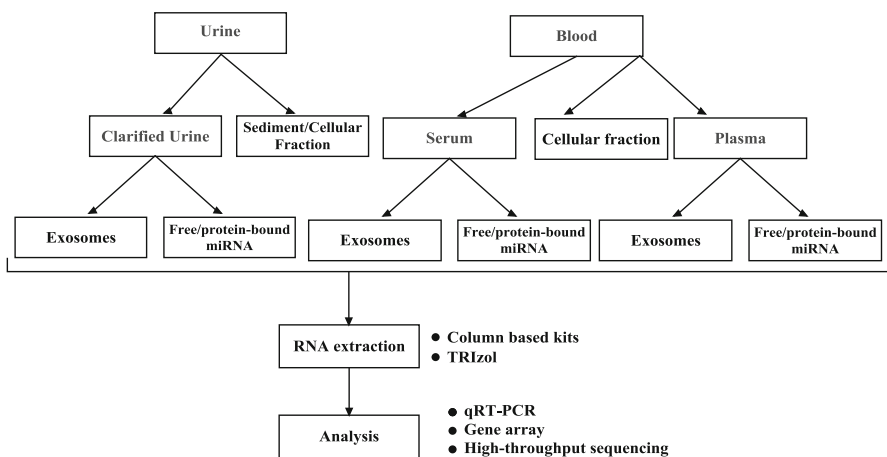 Urine
Blood
Clarified Urine
Sediment/Cellular
Fraction
Serum
Cellular fraction
Plasma
Exosomes
Free/protein-bound
miRNA
Exosomes
Free/protein-bound
miRNA
Exosomes
Free/protein-bound
miRNA
RNA extraction
● Column based kits
● TRIzol
Analysis
● qRT-PCR
● Gene array
● High-throughput sequencing